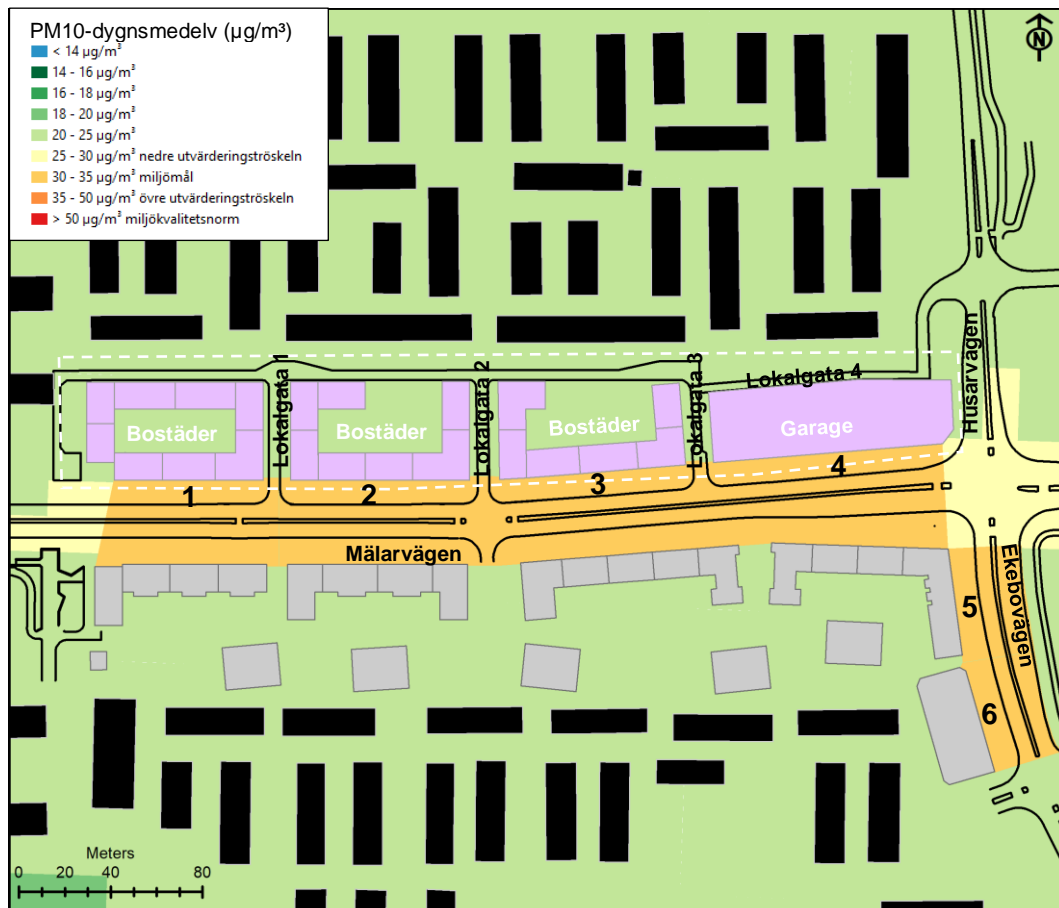 PM10-dygnsmedelv (µg/m³)
< 14 µg/m³
14 - 16 µg/m³
16 - 18 µg/m³
18 - 20 µg/m³
20 - 25 µg/m³
25 - 30 µg/m³ nedre utvärderingströskeln
30 - 35 µg/m³ miljömål
35 - 50 µg/m³ övre utvärderingströskeln
> 50 µg/m³ miljökvalitetsnorm
N
Husarvägen
Lokalgata 1
Lokalgata 2
Lokalgata 3
Lokalgata 4
Bostäder
Bostäder
Bostäder
Garage
1
2
3
4
Mälarvägen
Ekebovägen
5
6
Meters
0 20 40 80